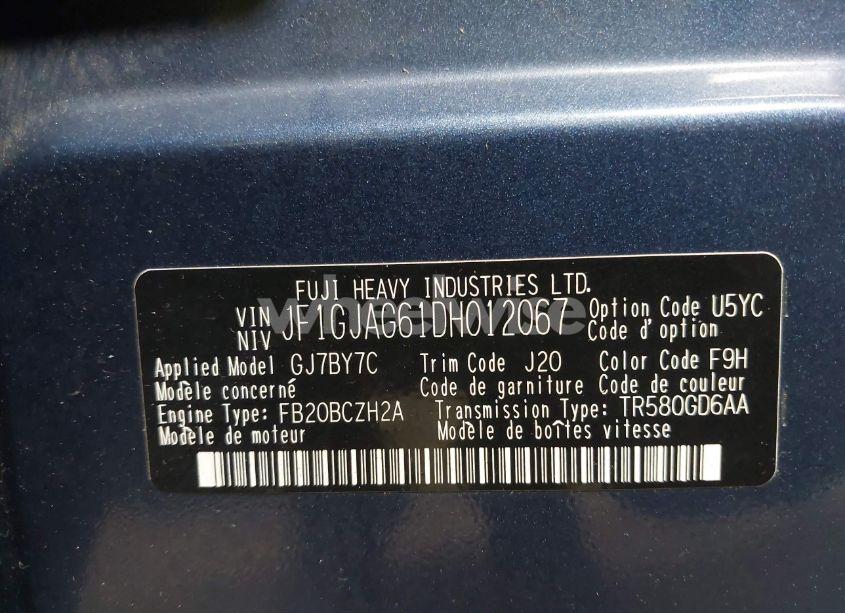 FUJI HEAVY INDUSTRIES LTD.
VIN NIV JF1GJAG61DH012067 Option Code U5YC
Code d'option
Applied Model GJ7BY7C Trim Code J20 Color Code F9H
Modèle concerné Code de garniture Code de couleur
Engine Type: FB20BCZH2A Transmission Type: TR580GD6AA
Modèle de moteur Modèle de boîtes vitesse